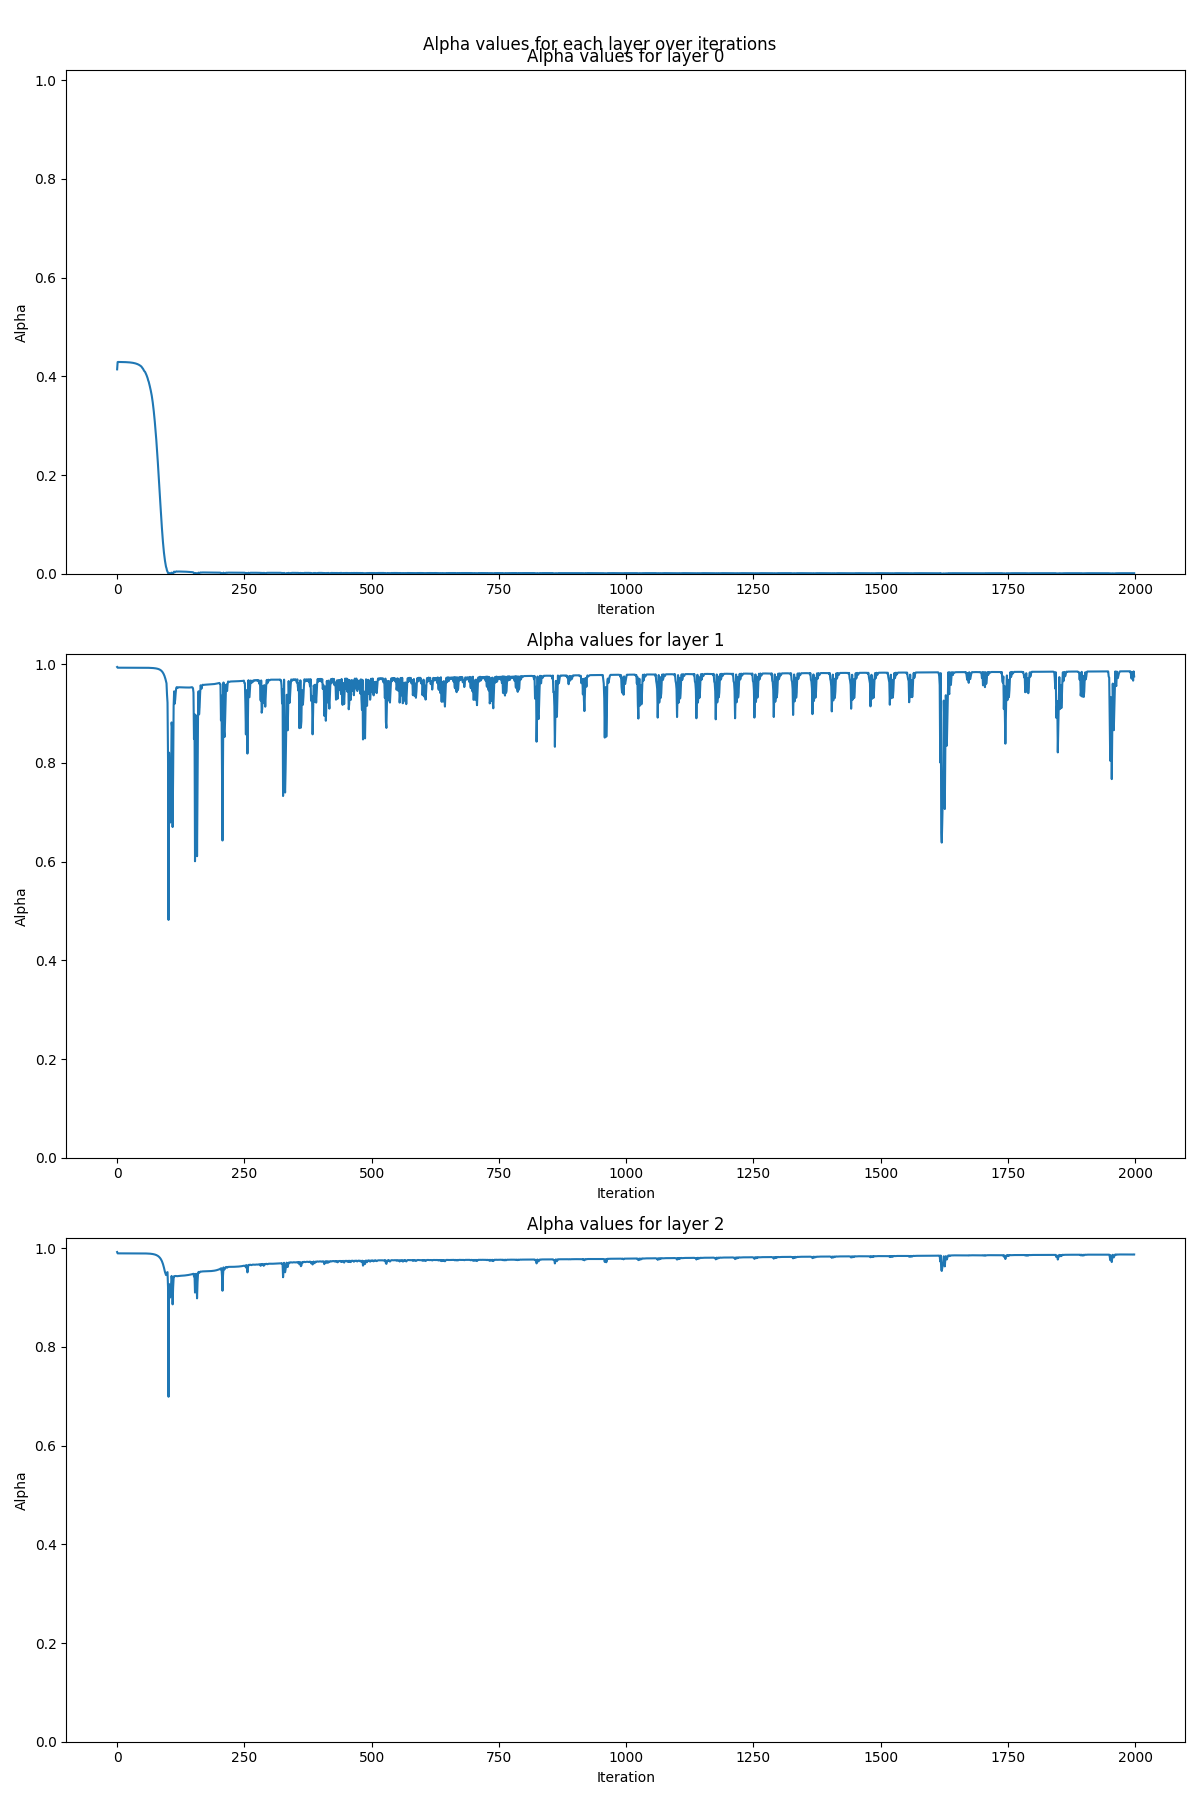 Alpha values for each layer over iterations
Alpha values for layer 0
1.0
0.8
0.6
Alpha
0.4
0.2
0.0
0 250 500 750 1000 1250 1500 1750 2000
Iteration
Alpha values for layer 1
1.0
0.8
0.6
Alpha
0.4
0.2
0.0
0 250 500 750 1000 1250 1500 1750 2000
Iteration
Alpha values for layer 2
1.0
0.8
0.6
Alpha
0.4
0.2
0.0
0 250 500 750 1000 1250 1500 1750 2000
Iteration